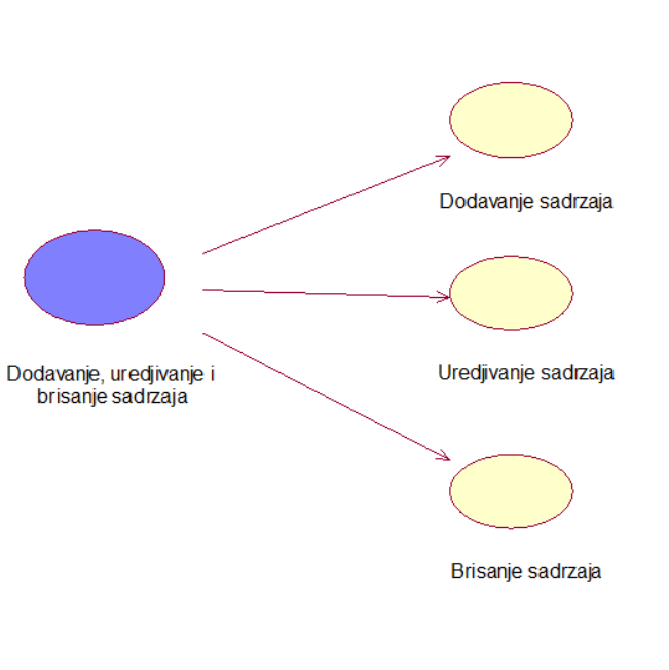 Dodavanje sadrzaja
Uredjivanje sadrzaja
Dodavanje, uredjivanje i
brisanje sadrzaja
Brisanje sadrzaja